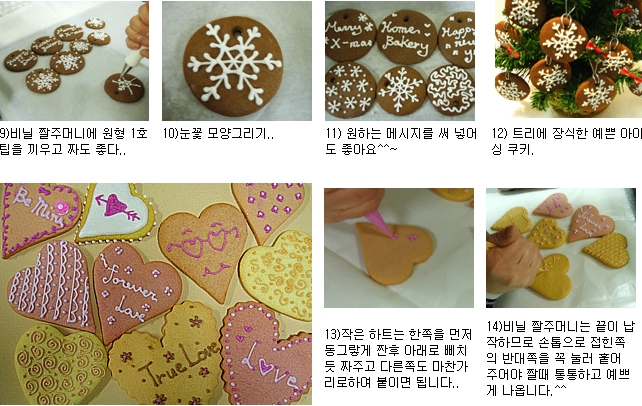 Merry
X-mas
Home
Bakery
Happy
n
9)비닐 짤주머니에 원형 1호
팁을 끼우고 짜도 좋다..
10)눈꽃 모양그리기..
11) 원하는 메시지를 써 넣어
도 좋아요^^~
12) 트리에 장식한 예쁜 아이
싱 쿠키.
Be Mine
forever
Love
True Love
Love
13)작은 하트는 한쪽을 먼저
동그랗게 짠후 아래로 삐치
듯 짜주고 다른쪽도 마찬가
리로하여 붙이면 됩니다..
14)비닐 짤주머니는 끝이 납
작하므로 손톱으로 접힌쪽
의 반대쪽을 꼭 눌러 훑어
주어야 짤때 통통하고 예쁘
게 나옵니다.^^